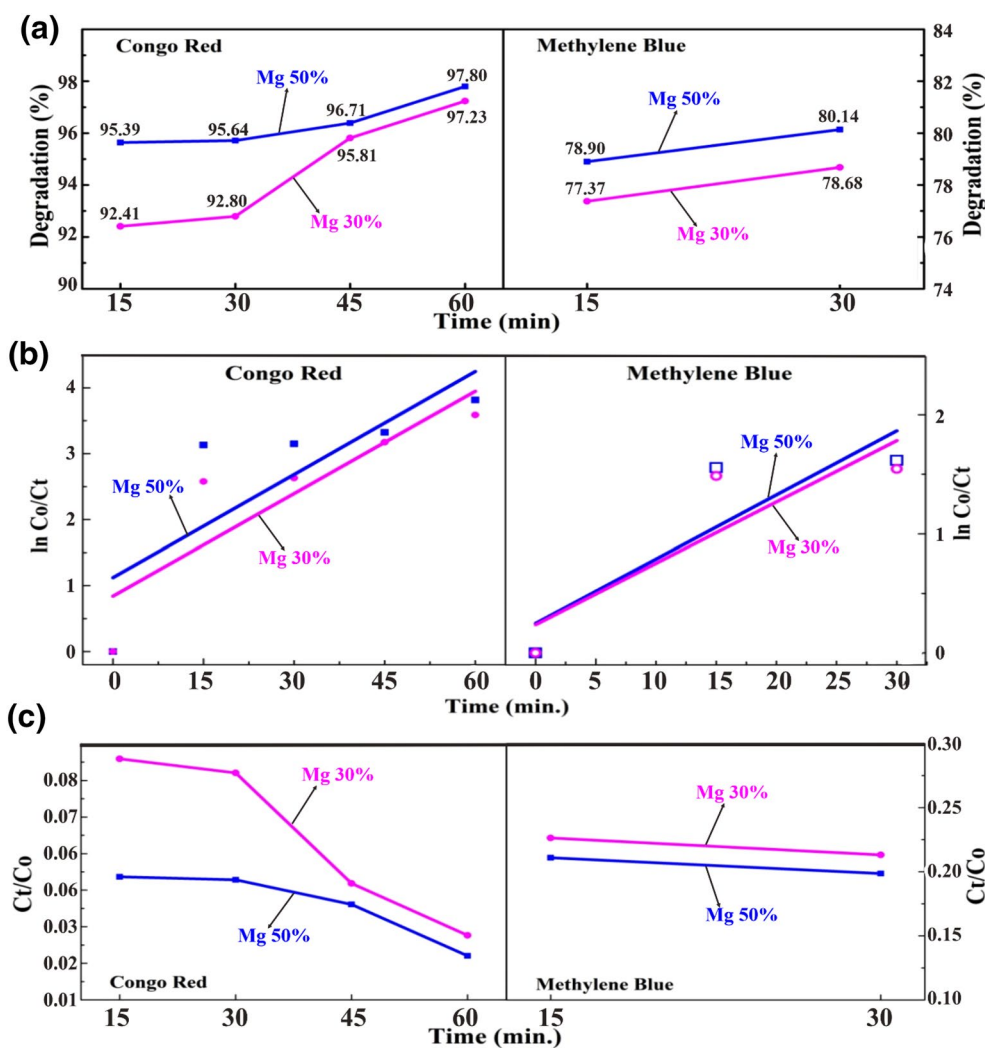 (a)
Congo Red
Methylene Blue
Degradation (%)
98
96
94
92
90
Mg 50%
95.39
95.64
96.71
97.80
97.23
95.81
92.41
92.80
Mg 30%
Mg 50%
78.90
80.14
77.37
78.68
Mg 30%
84
82
80
78
76
74
Degradation (%)
15 30 45 60 15 30
Time (min)
(b)
Congo Red
Methylene Blue
ln Co/Ct
4
3
2
1
0
Mg 50%
Mg 30%
Mg 50%
Mg 30%
2
1
0
ln Co/Ct
0 15 30 45 60 0 5 10 15 20 25 30
Time (min.)
(c)
Ct/Co
0.08
0.07
0.06
0.06
0.03
0.02
0.01
Mg 30%
Mg 50%
Congo Red
Mg 30%
Mg 50%
Methylene Blue
0.30
0.25
0.20
0.15
0.10
Ct/Co
15 30 45 60 15 30
Time (min.)